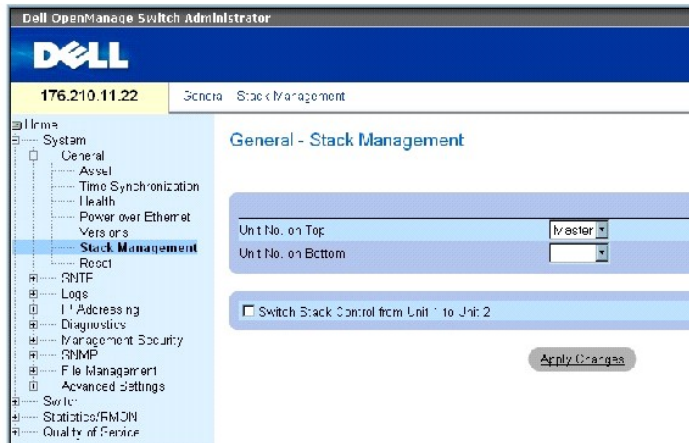 Dell OpenManage Switch Administrator
DELL
176.210.11.22
General Stack Management
Home
System
General
Asset
Time Synchronization
Health
Power over Ethernet
Versions
Stack Management
Reset
SNTP
Logs
IP Addressing
Diagnostics
Management Security
SNMP
File Management
Advanced Settings
Switch
Statistics/RMON
Quality of Service
General - Stack Management
Unit No. on Top
Master
Unit No. on Bottom
Switch Stack Control from Unit 1 to Unit 2
Apply Changes